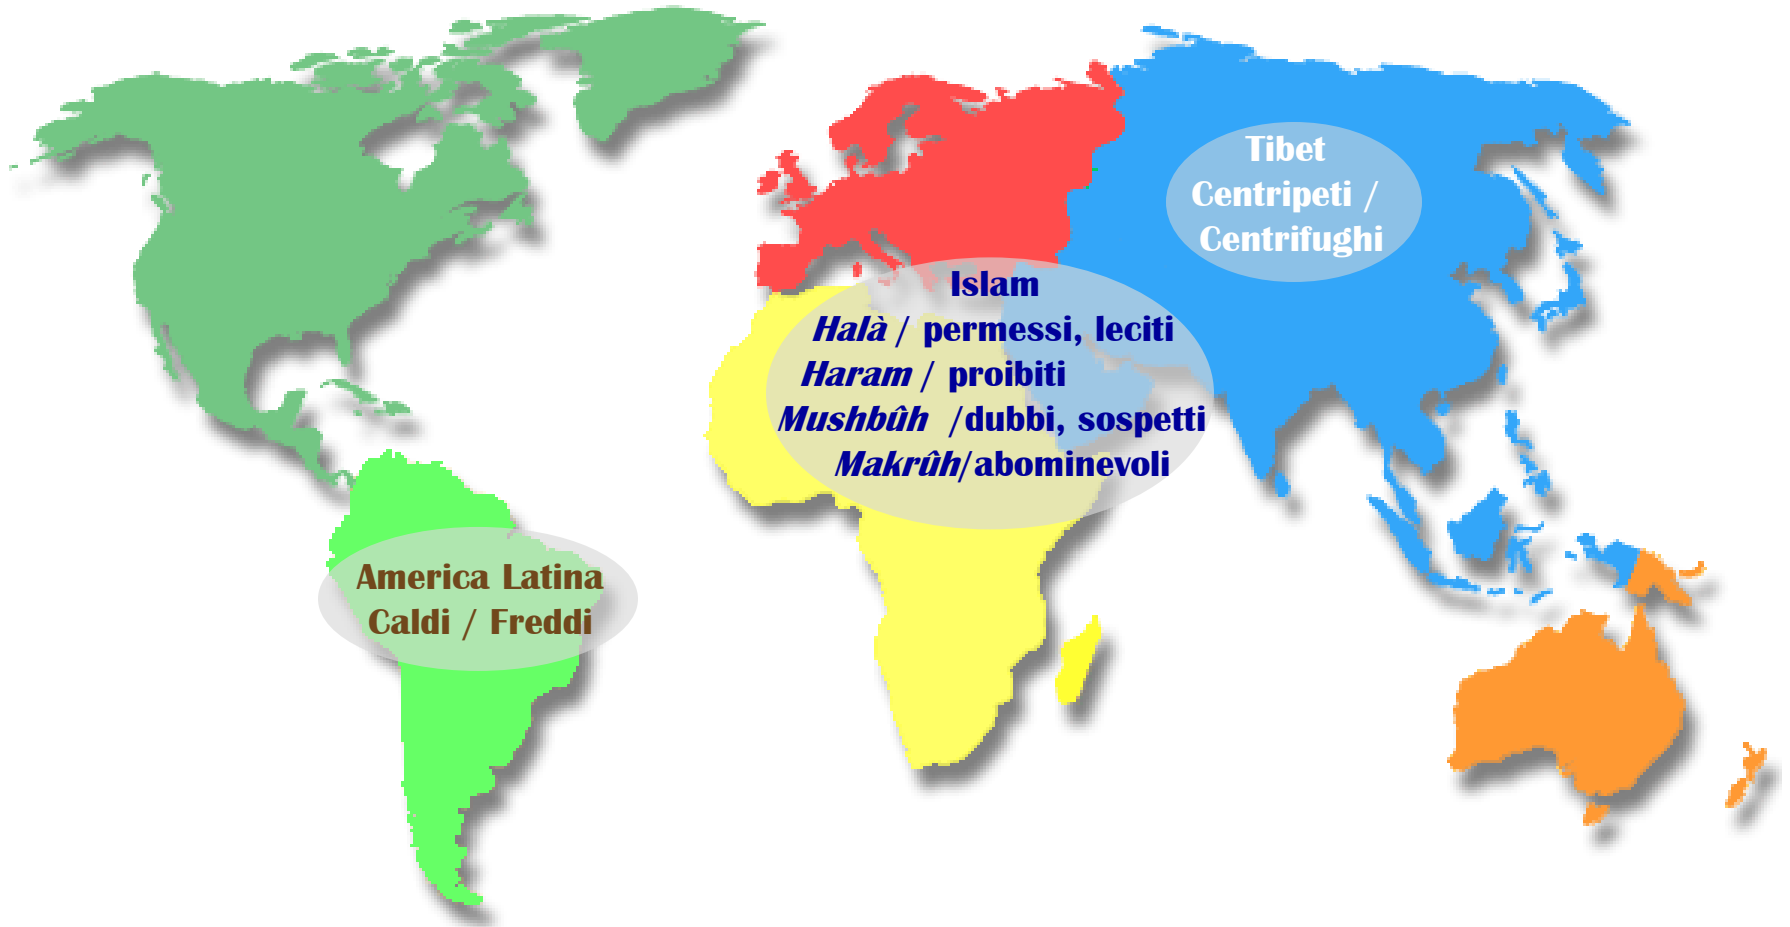 Tibet
Centripeti /
Centrifughi
Islam
Halà / permessi, leciti
Haram / proibiti
Mushbûh /dubbi, sospetti
Makrûh/abominevoli
America Latina
Caldi / Freddi